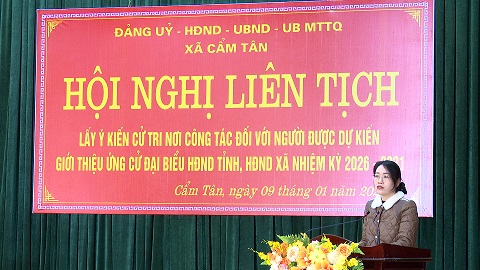 ĐẢNG UỶ - HĐND - UBND - UB MTTQ
XÃ CẨM TÂN
HỘI NGHỊ LIÊN TỊCH
LẤY Ý KIẾN CỬ TRI NƠI CÔNG TÁC ĐỐI VỚI NGƯỜI ĐƯỢC DỰ KIẾN
GIỚI THIỆU ỨNG CỬ ĐẠI BIỂU HĐND TỈNH, HĐND XÃ NHIỆM KỲ 2026
Cẩm Tân, ngày 09 tháng 01 năm